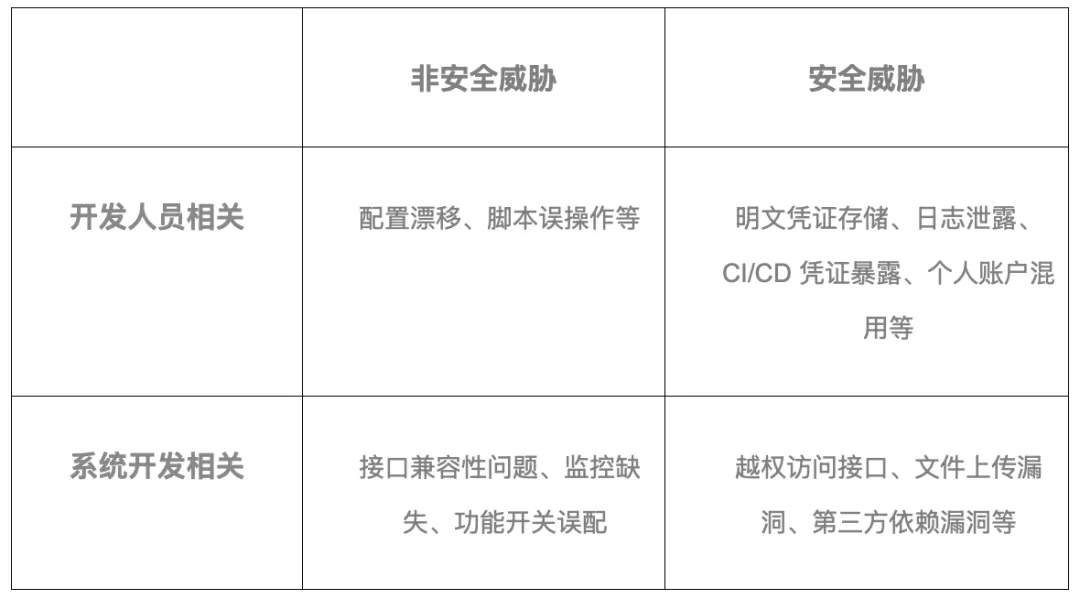 非安全威胁
安全威胁
开发人员相关
配置漂移、脚本误操作等
明文凭证存储、日志泄露、
CI/CD 凭证暴露、个人账户混
用等
系统开发相关
接口兼容性问题、监控缺
失、功能开关误配
越权访问接口、文件上传漏
洞、第三方依赖漏洞等